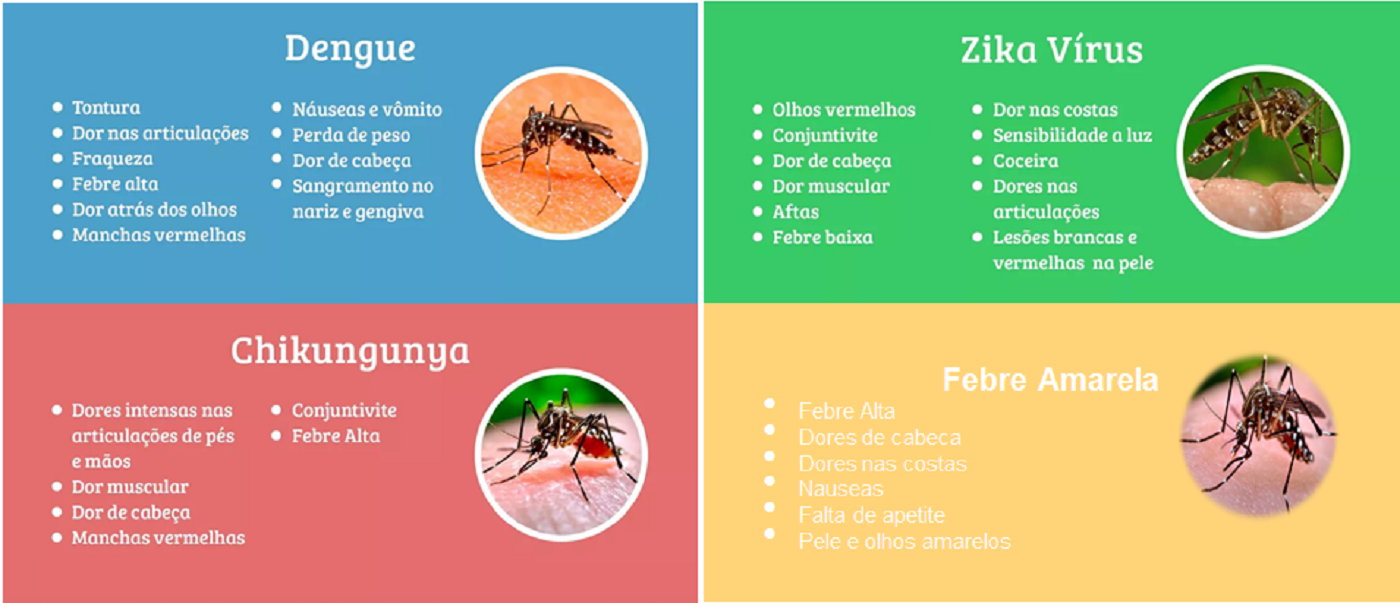 Dengue
Tontura
Dor nas articulações
Fraqueza
Febre alta
Dor atrás dos olhos
Manchas vermelhas
Náuseas e vômito
Perda de peso
Dor de cabeça
Sangramento no
nariz e gengiva
Zika Vírus
Olhos vermelhos
Conjuntivite
Dor de cabeça
Dor muscular
Aftas
Febre baixa
Dor nas costas
Sensibilidade a luz
Coceira
Dores nas
articulações
Lesões brancas e
vermelhas na pele
Chikungunya
Dores intensas nas
articulações de pés
e mãos
Dor muscular
Dor de cabeça
Manchas vermelhas
Conjuntivite
Febre Alta
Febre Amarela
Febre Alta
Dores de cabeca
Dores nas costas
Nauseas
Falta de apetite
Pele e olhos amarelos